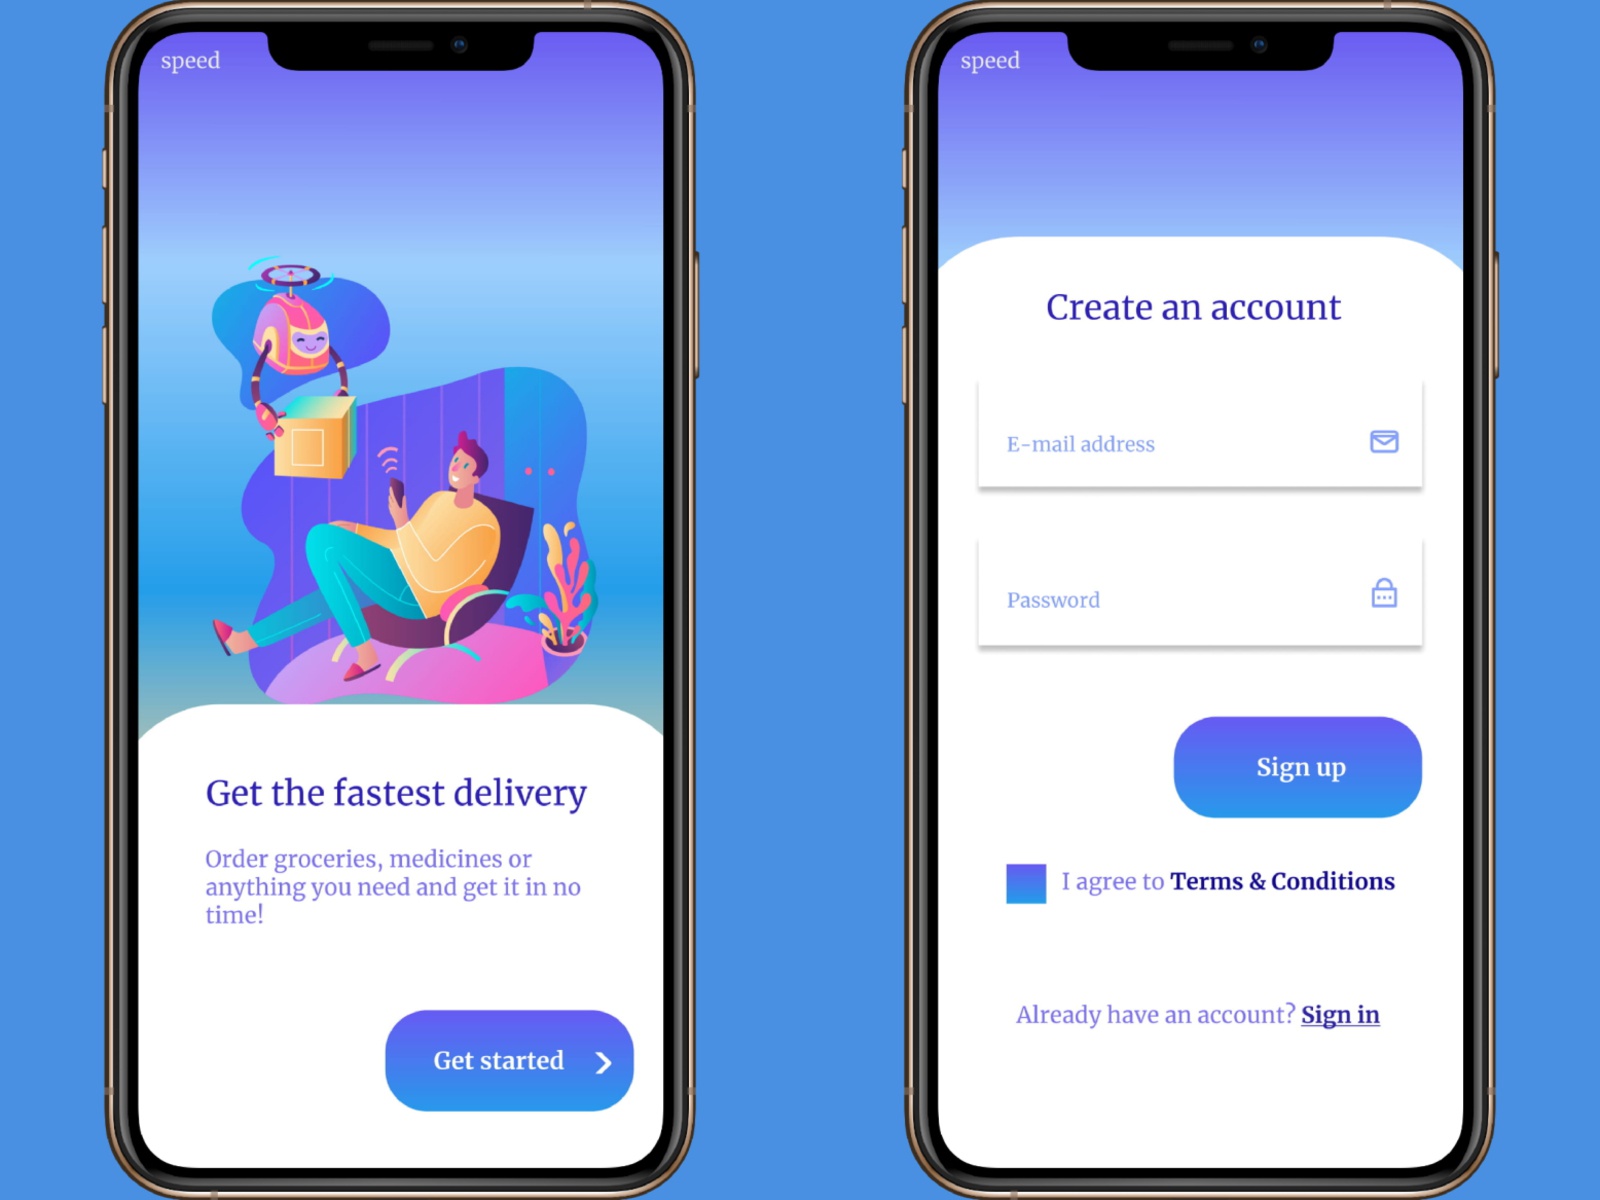 speed
Get the fastest delivery
Order groceries, medicines or
anything you need and get it in no
time!
Get started
speed
Create an account
E-mail address
Password
Sign up
I agree to Terms & Conditions
Already have an account? Sign in